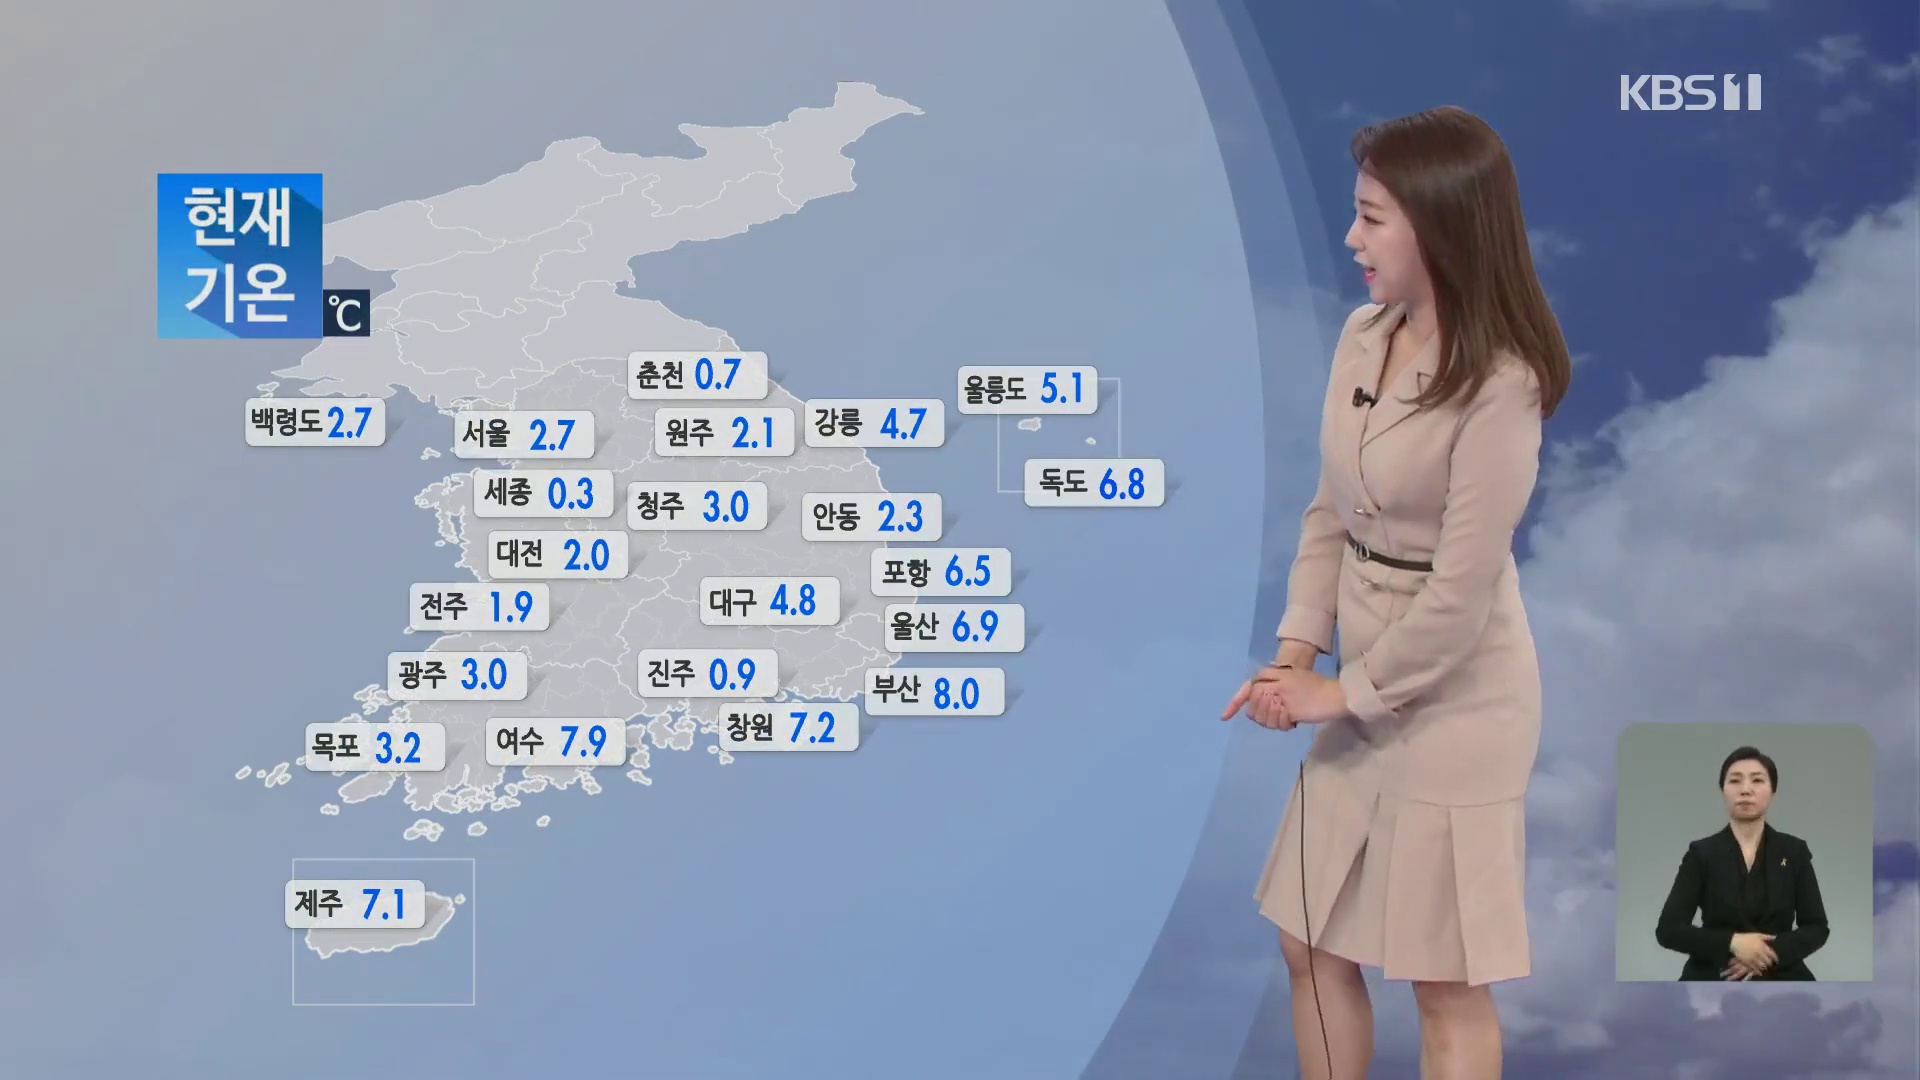 KBS 1
현재
기온
℃
춘천 0.7
울릉도 5.1
백령도 2.7
서울 2.7
원주 2.1
강릉 4.7
독도 6.8
세종 0.3
청주 3.0
안동 2.3
대전 2.0
포항 6.5
전주 1.9
대구 4.8
울산 6.9
광주 3.0
진주 0.9
부산 8.0
목포 3.2
여수 7.9
창원 7.2
제주 7.1